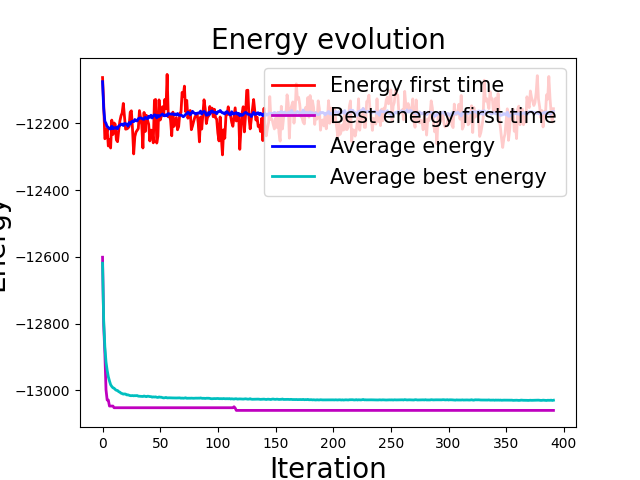 Energy evolution
Energy
−12200
−12400
−12600
−12800
−13000
Energy first time
Best energy first time
Average energy
Average best energy
0 50 100 150 200 250 300 350 400
Iteration